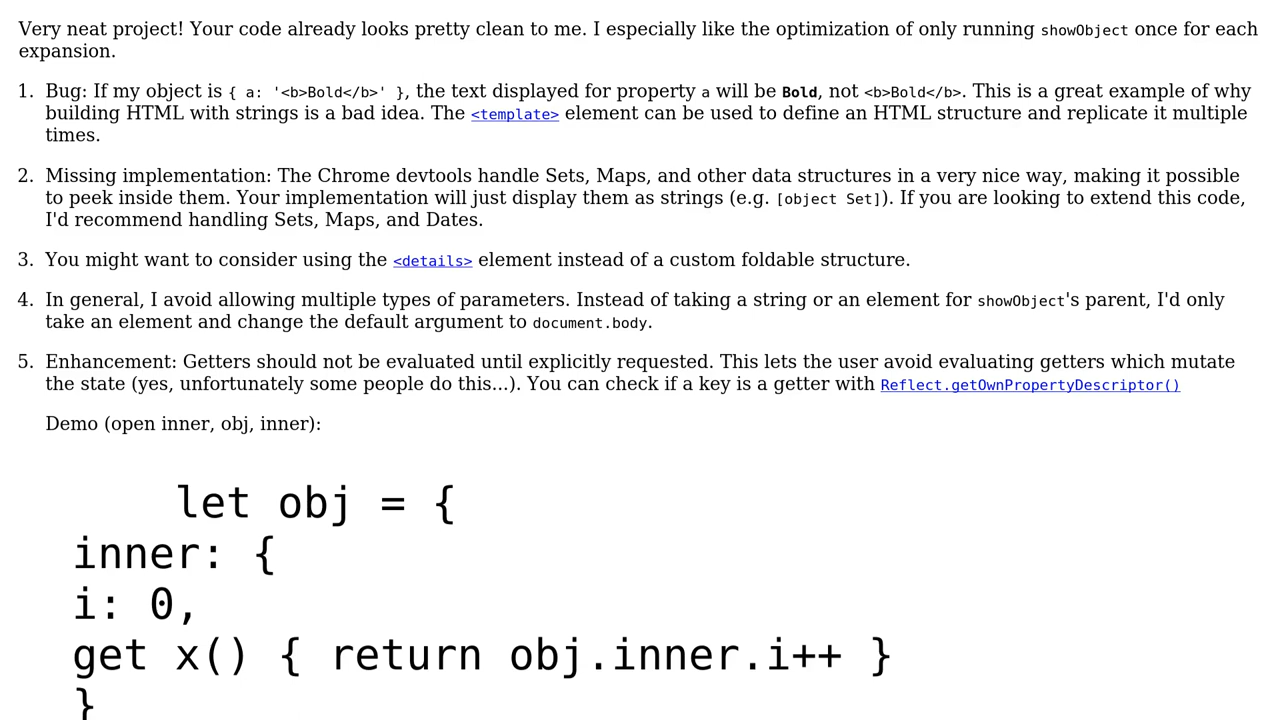 Very neat project! Your code already looks pretty clean to me. I especially like the optimization of only running showObject once for each
expansion.
1. Bug: If my object is { a: '<b>Bold</b>' }, the text displayed for property a will be Bold, not <b>Bold</b>. This is a great example of why
building HTML with strings is a bad idea. The <template> element can be used to define an HTML structure and replicate it multiple
times.
2. Missing implementation: The Chrome devtools handle Sets, Maps, and other data structures in a very nice way, making it possible
to peek inside them. Your implementation will just display them as strings (e.g. [object Set]). If you are looking to extend this code,
I'd recommend handling Sets, Maps, and Dates.
3. You might want to consider using the <details> element instead of a custom foldable structure.
4. In general, I avoid allowing multiple types of parameters. Instead of taking a string or an element for showObject's parent, I'd only
take an element and change the default argument to document.body.
5. Enhancement: Getters should not be evaluated until explicitly requested. This lets the user avoid evaluating getters which mutate
the state (yes, unfortunately some people do this...). You can check if a key is a getter with Reflect.getOwnPropertyDescriptor()
Demo (open inner, obj, inner):
let obj = {
inner: {
i: 0,
get x() { return obj.inner.i++ }
}